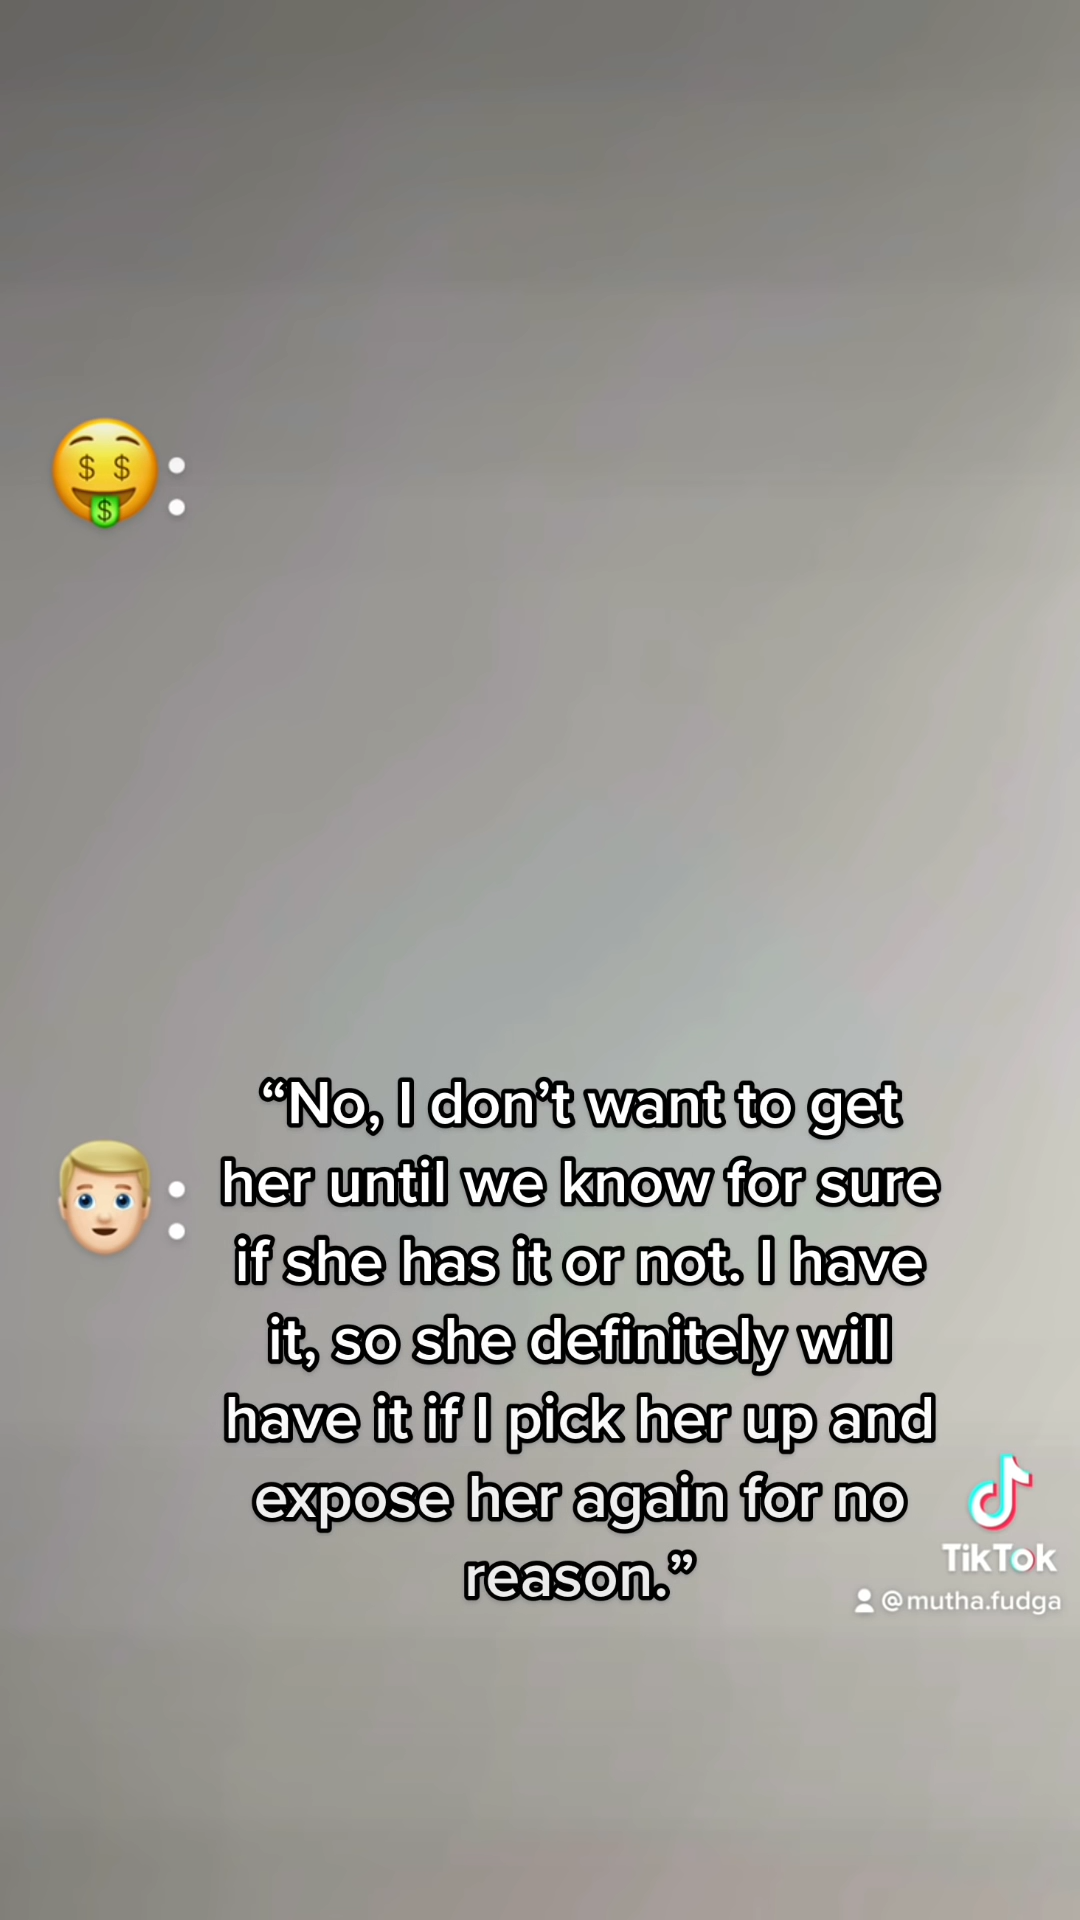 $ $
$
:
“No, I don’t want to get
her until we know for sure
if she has it or not. I have
it, so she definitely will
: have it if I pick her up and
expose her again for no
reason.”
TikTok
@mutha.fudga